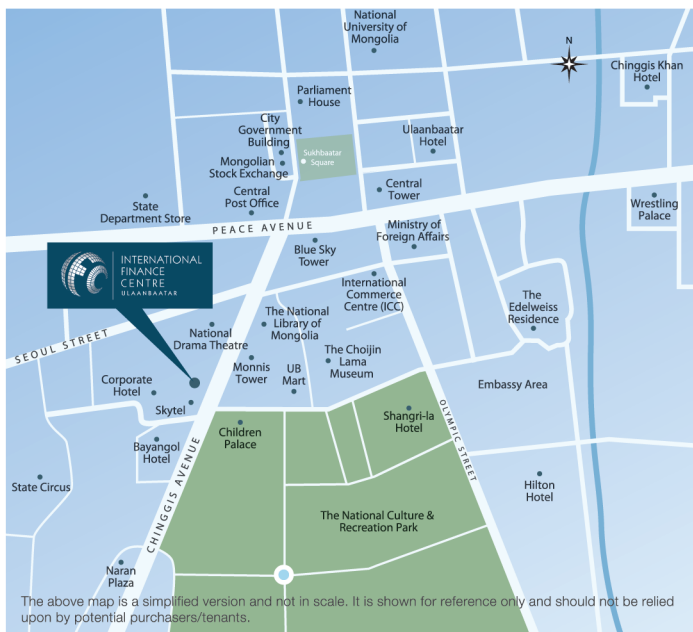 National
University of
Mongolia
N
Chinggis Khan
Hotel
Parliament
House
City
Government
Building
Sukhbaatar
Square
Ulaanbaatar
Hotel
Mongolian
Stock Exchange
Central
Post Office
Central
Tower
State
Department Store
Wrestling
Palace
PEACE AVENUE
Ministry of
Foreign Affairs
Blue Sky
Tower
INTERNATIONAL
FINANCE
CENTRE
ULAANBAATAR
International
Commerce
Centre (ICC)
The
Edelweiss
Residence
The National
Library of
Mongolia
National
Drama Theatre
SEOUL STREET
The Choijin
Lama
Museum
Monnis
Tower
UB
Mart
Corporate
Hotel
Embassy Area
Skytel
Shangri-la
Hotel
Children
Palace
OLYMPIC STREET
Bayangol
Hotel
CHINGGIS AVENUE
State Circus
Hilton
Hotel
The National Culture &
Recreation Park
Naran
Plaza
The above map is a simplified version and not in scale. It is shown for reference only and should not be relied
upon by potential purchasers/tenants.